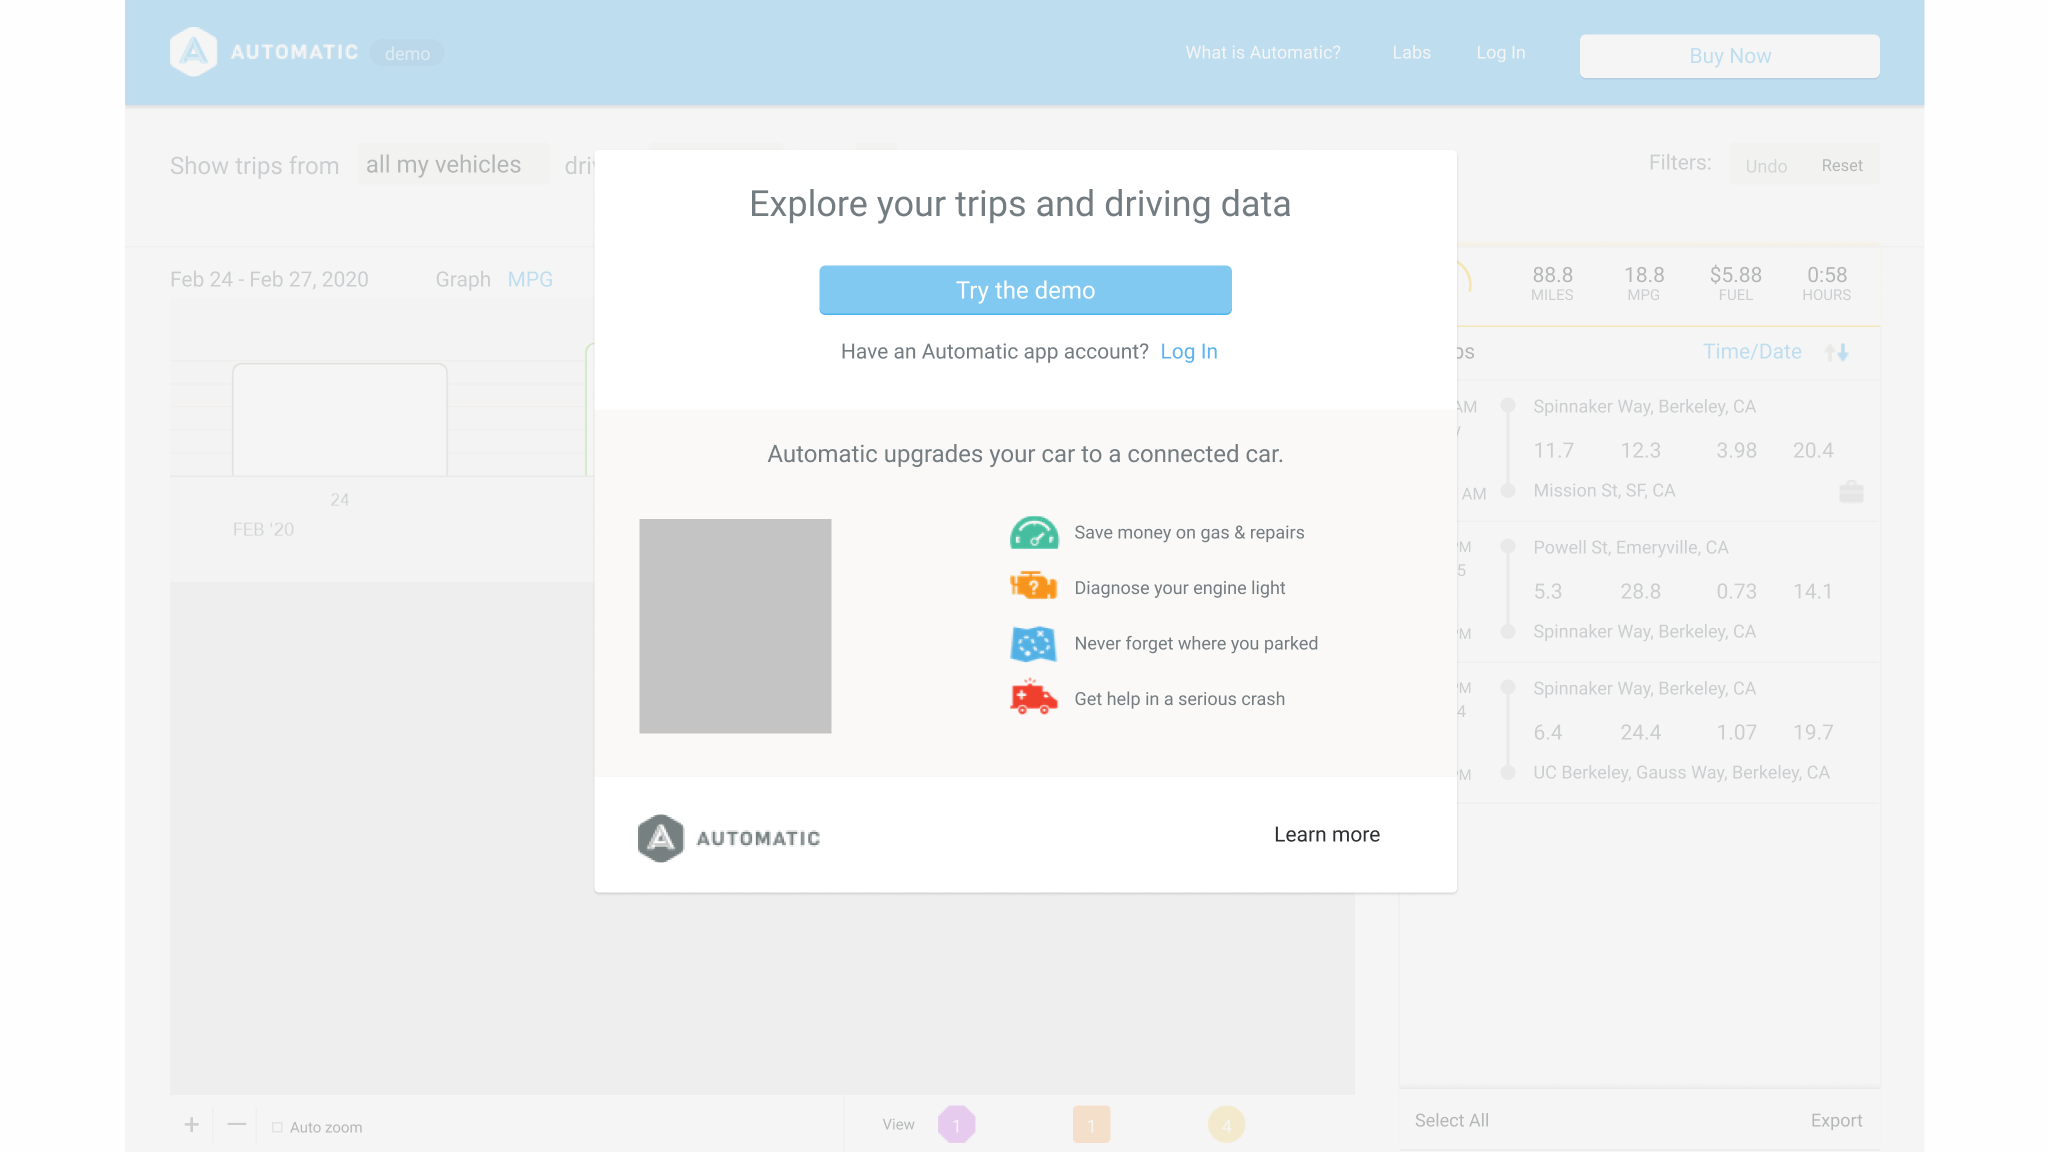 AUTOMATIC demo
What is Automatic? Labs Log In Buy Now
Show trips from all my vehicles
Filters: Undo Reset
Explore your trips and driving data
Try the demo
Have an Automatic app account? Log In
Feb 24 - Feb 27, 2020 Graph MPG
24
FEB '20
Automatic upgrades your car to a connected car.
Save money on gas & repairs
Diagnose your engine light
Never forget where you parked
Get help in a serious crash
AUTOMATIC
Learn more
88.8 18.8 $5.88 0:58
MILES MPG FUEL HOURS
Time/Date
AM Spinnaker Way, Berkeley, CA
11.7 12.3 3.98 20.4
AM Mission St, SF, CA
Powell St, Emeryville, CA
5
5.3 28.8 0.73 14.1
Spinnaker Way, Berkeley, CA
Spinnaker Way, Berkeley, CA
4
6.4 24.4 1.07 19.7
UC Berkeley, Gauss Way, Berkeley, CA
+ — Auto zoom
View 1 1 4
Select All Export